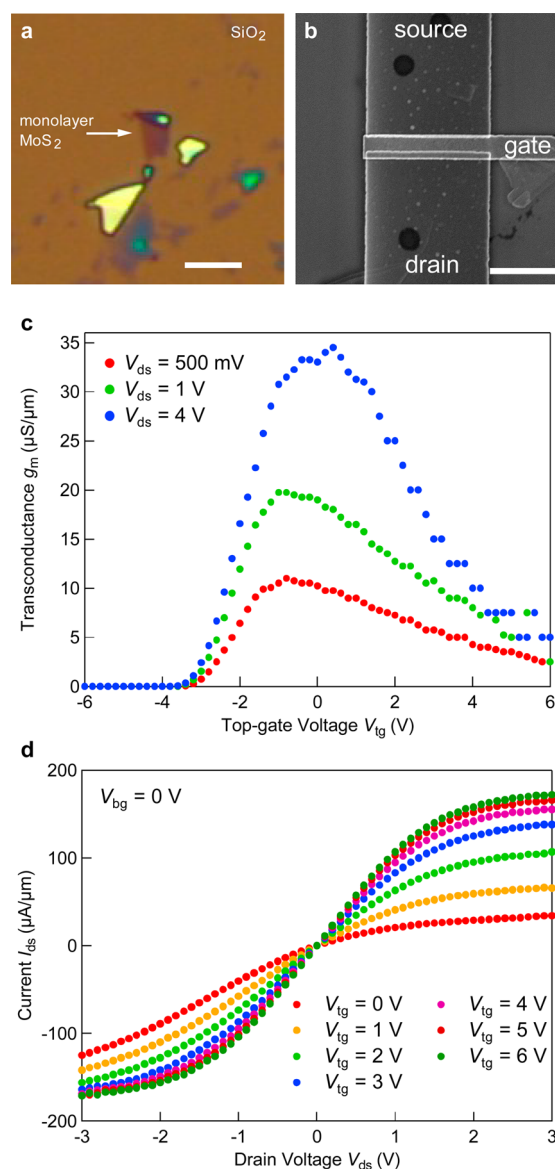 a
SiO2
monolayer
MoS2
b
source
gate
drain
c
35
30
25
20
15
10
5
0
Transconductance gm (µS/µm)
Vds = 500 mV
Vds = 1 V
Vds = 4 V
-6 -4 -2 0 2 4 6
Top-gate Voltage Vtg (V)
d
200
100
0
-100
-200
Current Ids (µA/µm)
Vbg = 0 V
Vtg = 0 V
Vtg = 1 V
Vtg = 2 V
Vtg = 3 V
Vtg = 4 V
Vtg = 5 V
Vtg = 6 V
-3 -2 -1 0 1 2 3
Drain Voltage Vds (V)